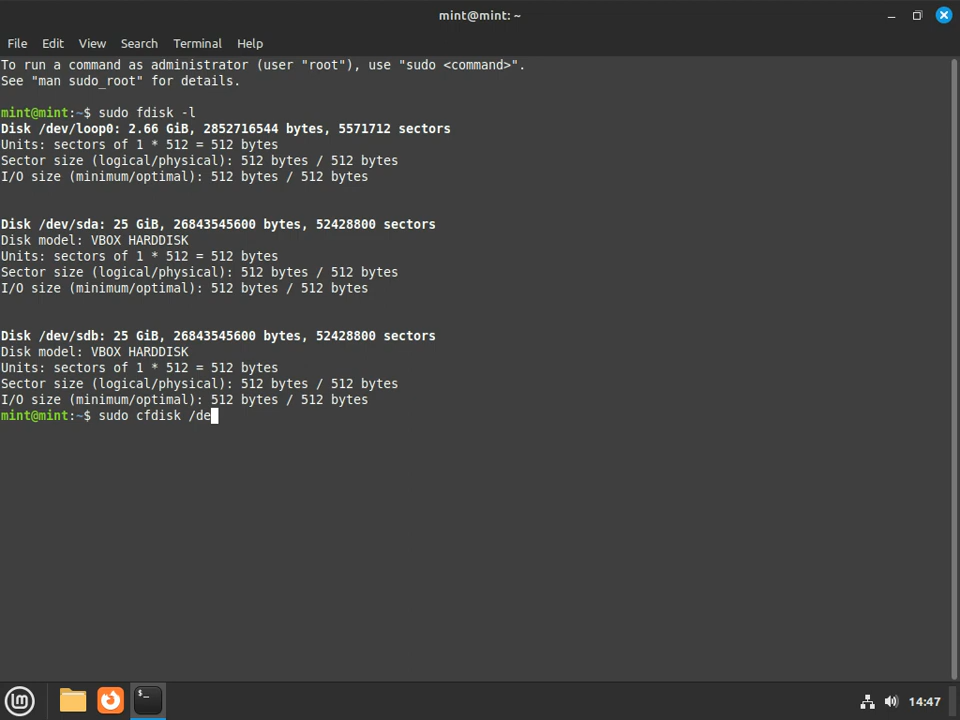 mint@mint: ~
File Edit View Search Terminal Help
To run a command as administrator (user "root"), use "sudo <command>".
See "man sudo_root" for details.
mint@mint:~$ sudo fdisk -l
Disk /dev/loop0: 2.66 GiB, 2852716544 bytes, 5571712 sectors
Units: sectors of 1 * 512 = 512 bytes
Sector size (logical/physical): 512 bytes / 512 bytes
I/O size (minimum/optimal): 512 bytes / 512 bytes
Disk /dev/sda: 25 GiB, 26843545600 bytes, 52428800 sectors
Disk model: VBOX HARDDISK
Units: sectors of 1 * 512 = 512 bytes
Sector size (logical/physical): 512 bytes / 512 bytes
I/O size (minimum/optimal): 512 bytes / 512 bytes
Disk /dev/sdb: 25 GiB, 26843545600 bytes, 52428800 sectors
Disk model: VBOX HARDDISK
Units: sectors of 1 * 512 = 512 bytes
Sector size (logical/physical): 512 bytes / 512 bytes
I/O size (minimum/optimal): 512 bytes / 512 bytes
mint@mint:~$ sudo cfdisk /de
14:47